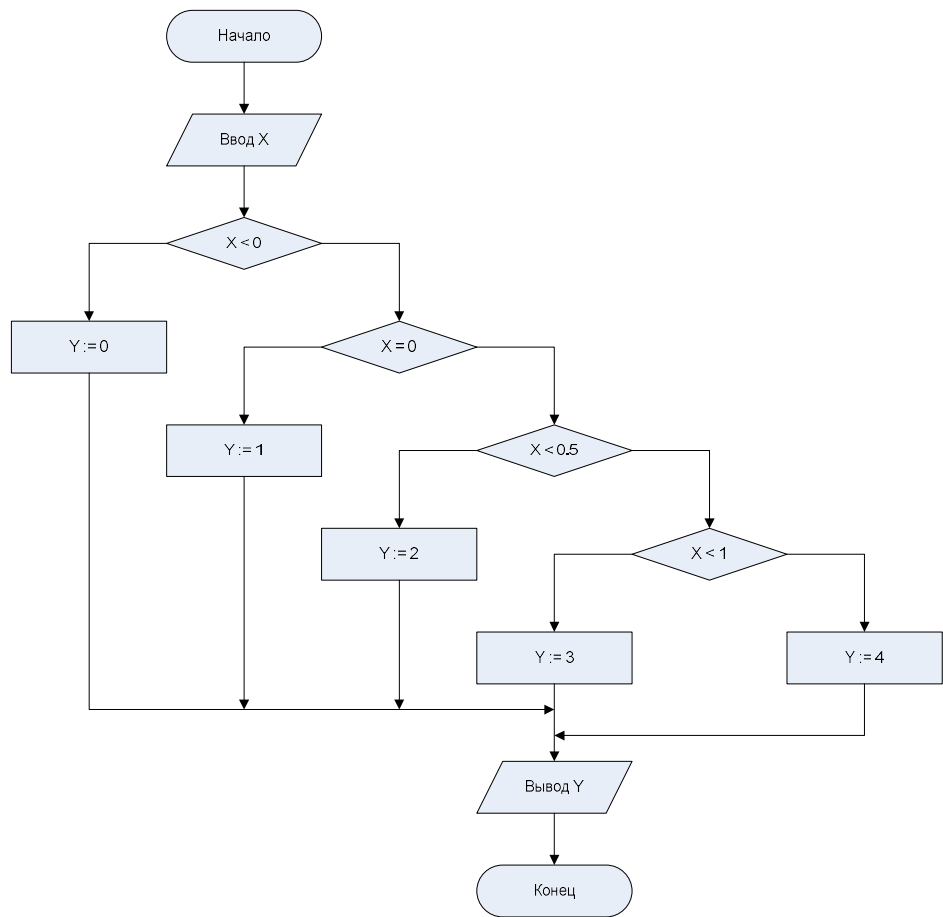 Начало
Ввод X
X < 0
Y := 0
X = 0
Y := 1
X < 0.5
Y := 2
X < 1
Y := 3
Y := 4
Вывод Y
Конец